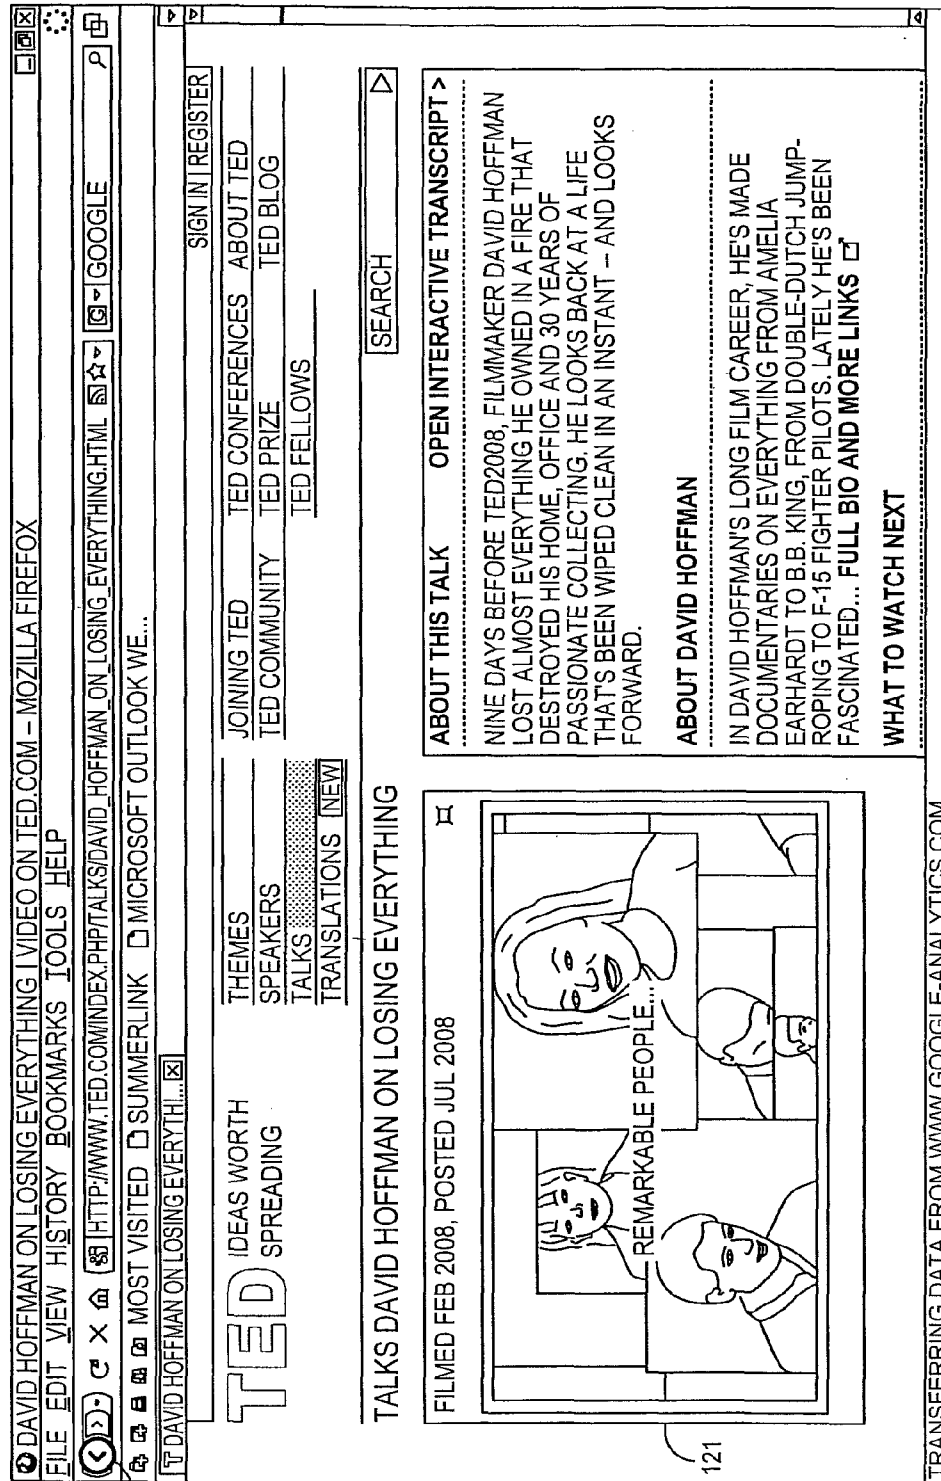 DAVID HOFFMAN ON LOSING EVERYTHING | VIDEO ON TED.COM – MOZILLA FIREFOX
FILE EDIT VIEW HISTORY BOOKMARKS TOOLS HELP
HTTP://WWW.TED.COM/INDEX.PHP/TALKS/DAVID_HOFFMAN_ON_LOSING_EVERYTHING.HTML G GOOGLE
MOST VISITED SUMMERLINK MICROSOFT OUTLOOK WE...
T DAVID HOFFMAN ON LOSING EVERYTHI...
SIGN IN | REGISTER
TED IDEAS WORTH SPREADING
THEMES
SPEAKERS
TALKS
TRANSLATIONS NEW
JOINING TED
TED COMMUNITY
TED CONFERENCES
TED PRIZE
TED FELLOWS
ABOUT TED
TED BLOG
TALKS DAVID HOFFMAN ON LOSING EVERYTHING
SEARCH
FILMED FEB 2008, POSTED JUL 2008
REMARKABLE PEOPLE...
121
ABOUT THIS TALK OPEN INTERACTIVE TRANSCRIPT >
NINE DAYS BEFORE TED2008, FILMMAKER DAVID HOFFMAN
LOST ALMOST EVERYTHING HE OWNED IN A FIRE THAT
DESTROYED HIS HOME, OFFICE AND 30 YEARS OF
PASSIONATE COLLECTING. HE LOOKS BACK AT A LIFE
THAT'S BEEN WIPED CLEAN IN AN INSTANT – AND LOOKS
FORWARD.
ABOUT DAVID HOFFMAN
IN DAVID HOFFMAN'S LONG FILM CAREER, HE'S MADE
DOCUMENTARIES ON EVERYTHING FROM AMELIA
EARHARDT TO B.B. KING, FROM DOUBLE-DUTCH JUMP-
ROPING TO F-15 FIGHTER PILOTS. LATELY HE'S BEEN
FASCINATED... FULL BIO AND MORE LINKS
WHAT TO WATCH NEXT
TRANSFERRING DATA FROM WWW.GOOGLE-ANALYTICS.COM